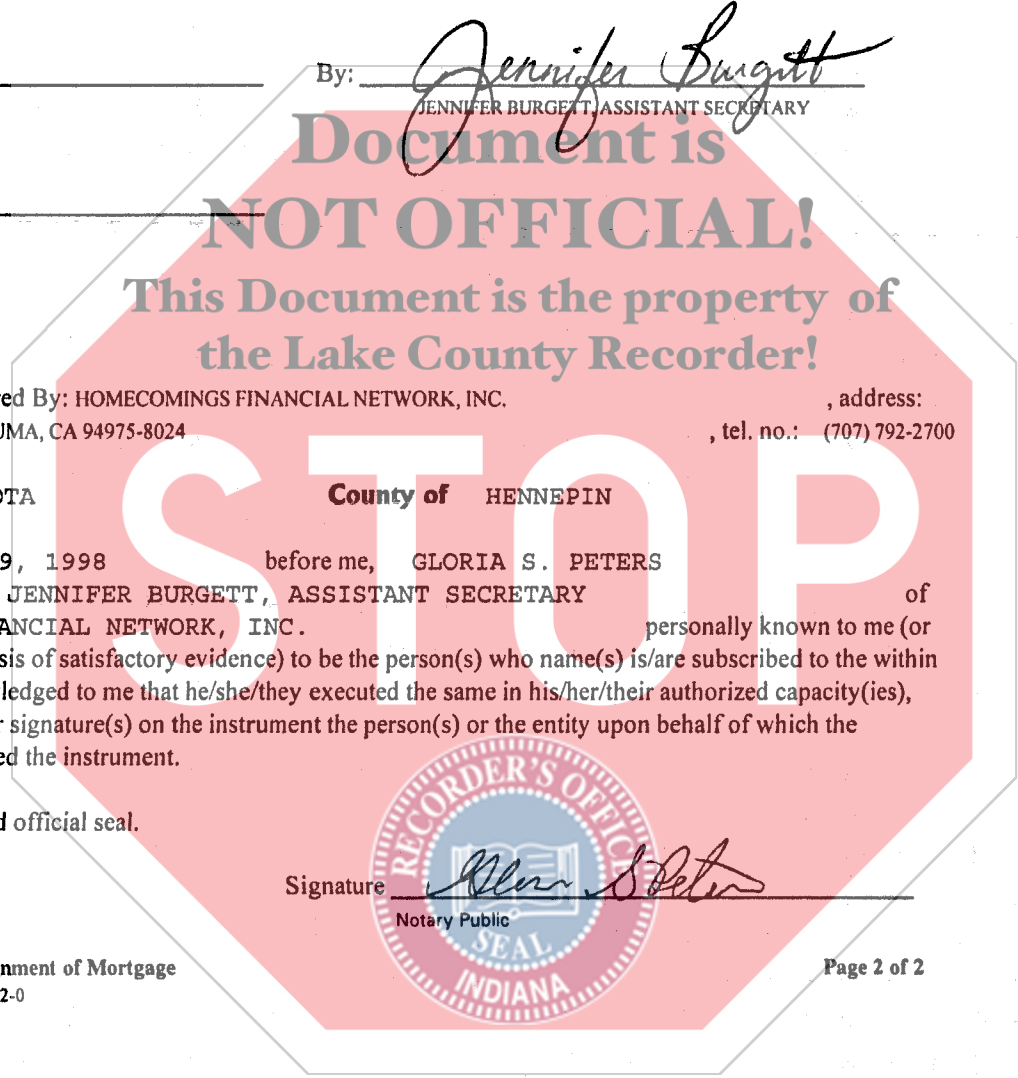 By: Jennifer Burgett
JENNIFER BURGETT, ASSISTANT SECRETARY
Document is
NOT OFFICIAL!
This Document is the property of
the Lake County Recorder!
ed By: HOMECOMINGS FINANCIAL NETWORK, INC. , address:
UMA, CA 94975-8024 , tel. no.: (707) 792-2700
STOP
OTA County of HENNEPIN
9, 1998 before me, GLORIA S. PETERS
JENNIFER BURGETT, ASSISTANT SECRETARY of
ANCIAL NETWORK, INC. personally known to me (or
sis of satisfactory evidence) to be the person(s) who name(s) is/are subscribed to the within
ledged to me that he/she/they executed the same in his/her/their authorized capacity(ies),
r signature(s) on the instrument the person(s) or the entity upon behalf of which the
ed the instrument.
d official seal.
RECORDER'S OFFICE
Signature Gloria S Peters
Notary Public
SEAL
INDIANA
nment of Mortgage Page 2 of 2
2-0